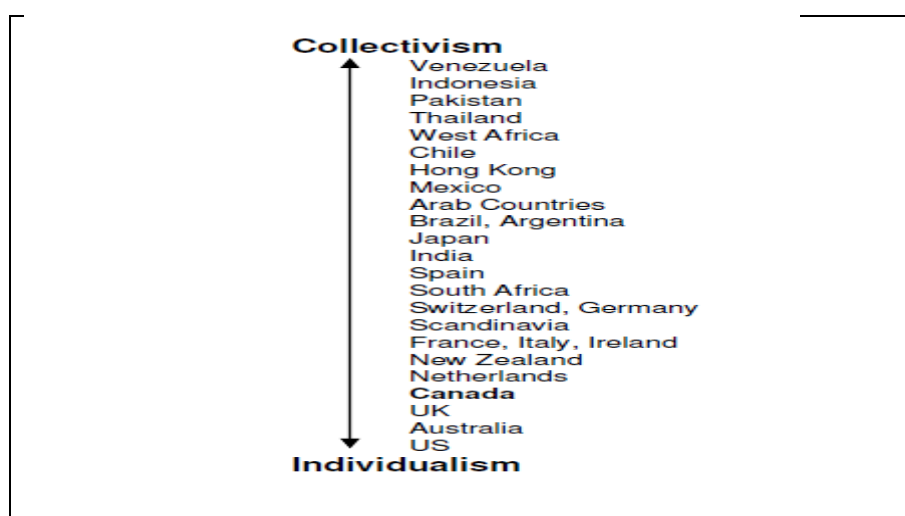 Collectivism
Venezuela
Indonesia
Pakistan
Thailand
West Africa
Chile
Hong Kong
Mexico
Arab Countries
Brazil, Argentina
Japan
India
Spain
South Africa
Switzerland, Germany
Scandinavia
France, Italy, Ireland
New Zealand
Netherlands
Canada
UK
Australia
US
Individualism